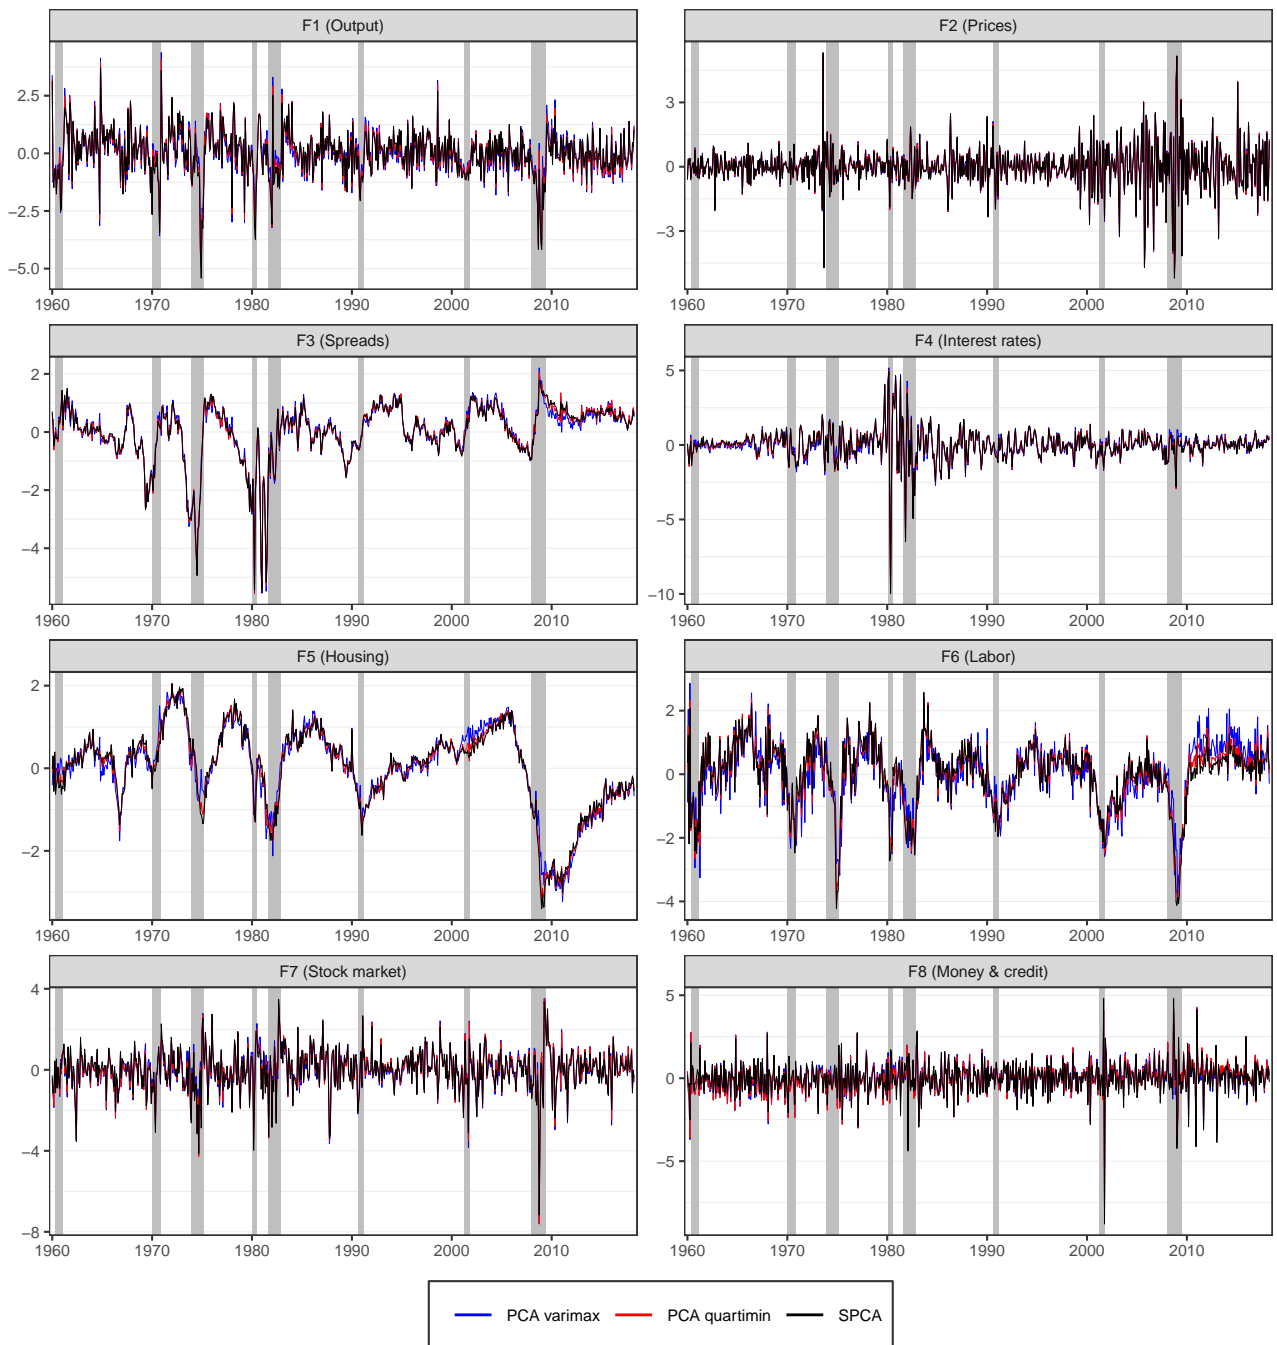 F1 (Output)
F2 (Prices)
2.5
0.0
−2.5
−5.0
3
0
−3
1960 1970 1980 1990 2000 2010
1960 1970 1980 1990 2000 2010
F3 (Spreads)
F4 (Interest rates)
2
0
−2
−4
5
0
−5
−10
1960 1970 1980 1990 2000 2010
1960 1970 1980 1990 2000 2010
F5 (Housing)
F6 (Labor)
2
0
−2
2
0
−2
−4
1960 1970 1980 1990 2000 2010
1960 1970 1980 1990 2000 2010
F7 (Stock market)
F8 (Money & credit)
4
0
−4
−8
5
0
−5
1960 1970 1980 1990 2000 2010
1960 1970 1980 1990 2000 2010
PCA varimax PCA quartimin SPCA